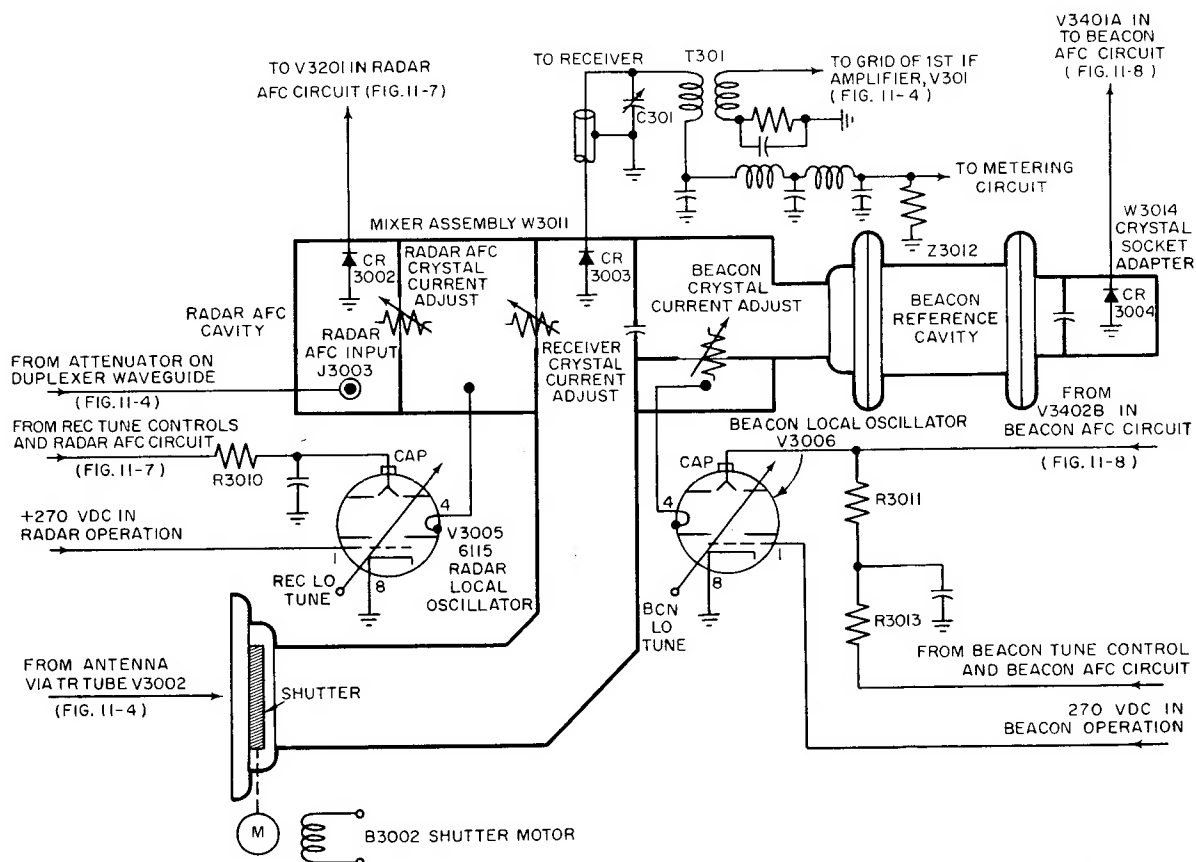 TO V3201 IN RADAR
AFC CIRCUIT (FIG. 11-7)
TO RECEIVER
T301
C301
TO GRID OF 1ST IF
AMPLIFIER, V301
(FIG. 11-4)
V3401A IN
TO BEACON
AFC CIRCUIT
(FIG. 11-8)
TO METERING
CIRCUIT
MIXER ASSEMBLY W3011
W3014
CRYSTAL
SOCKET
ADAPTER
CR
3002
RADAR AFC
CRYSTAL
CURRENT
ADJUST
CR
3003
BEACON
CRYSTAL
CURRENT ADJUST
Z3012
BEACON
REFERENCE
CAVITY
CR
3004
RADAR AFC
CAVITY
RADAR
AFC INPUT
J3003
RECEIVER
CRYSTAL
CURRENT
ADJUST
FROM ATTENUATOR ON
DUPLEXER WAVEGUIDE
(FIG. 11-4)
FROM REC TUNE CONTROLS
AND RADAR AFC CIRCUIT
(FIG. 11-7)
R3010
CAP
4
1
8
V3005
6115
RADAR
LOCAL
OSCILLATOR
REC LO
TUNE
+270 VDC IN
RADAR OPERATION
BEACON LOCAL OSCILLATOR
V3006
CAP
4
1
8
BCN
LO
TUNE
FROM
V3402B IN
BEACON AFC CIRCUIT
(FIG. 11-8)
R3011
R3013
FROM BEACON TUNE CONTROL
AND BEACON AFC CIRCUIT
270 VDC IN
BEACON OPERATION
FROM ANTENNA
VIA TR TUBE V3002
(FIG. 11-4)
SHUTTER
M
B3002 SHUTTER MOTOR